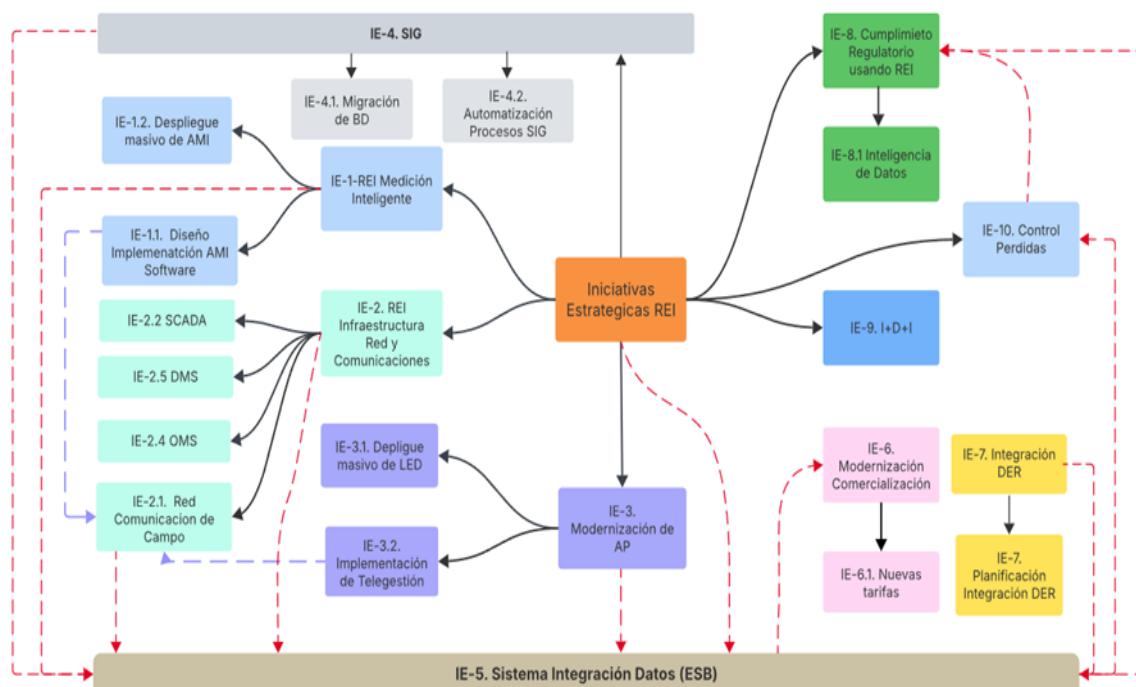 IE-4. SIG
IE-4.1. Migración
de BD
IE-4.2.
Automatización
Procesos SIG
IE-8. Cumplimieto
Regulatorio
usando REI
IE-8.1 Inteligencia
de Datos
IE-1.2. Despliegue
masivo de AMI
IE-1-REI Medición
Inteligente
IE-1.1. Diseño
Implemenatción AMI
Software
IE-10. Control
Perdidas
Iniciativas
Estrategicas REI
IE-2. REI
Infraestructura
Red y
Comunicaciones
IE-9. I+D+I
IE-2.2 SCADA
IE-2.5 DMS
IE-2.4 OMS
IE-2.1. Red
Comunicacion de
Campo
IE-3.1. Depligue
masivo de LED
IE-3.2.
Implementación
de Telegestión
IE-3.
Modernización de
AP
IE-6.
Modernización
Comercialización
IE-7. Integración
DER
IE-6.1. Nuevas
tarifas
IE-7.
Planificación
Integración DER
IE-5. Sistema Integración Datos (ESB)